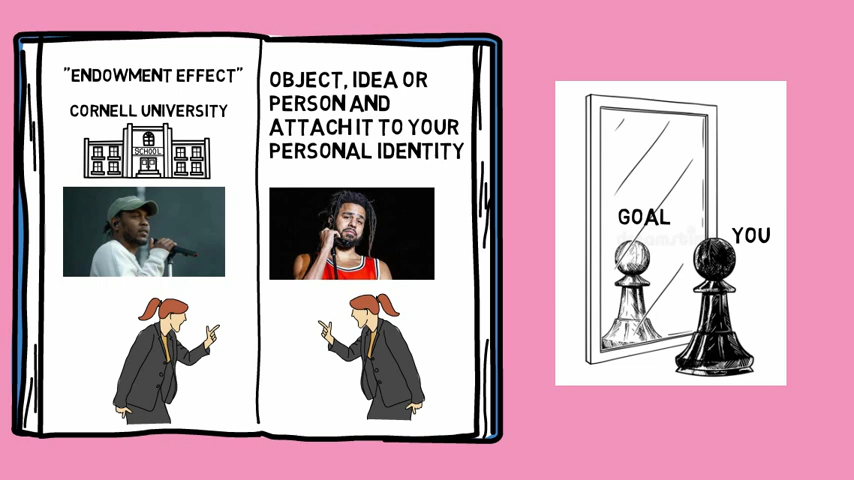 "ENDOWMENT EFFECT"
CORNELL UNIVERSITY
SCHOOL
OBJECT, IDEA OR
PERSON AND
ATTACH IT TO YOUR
PERSONAL IDENTITY
GOAL
YOU